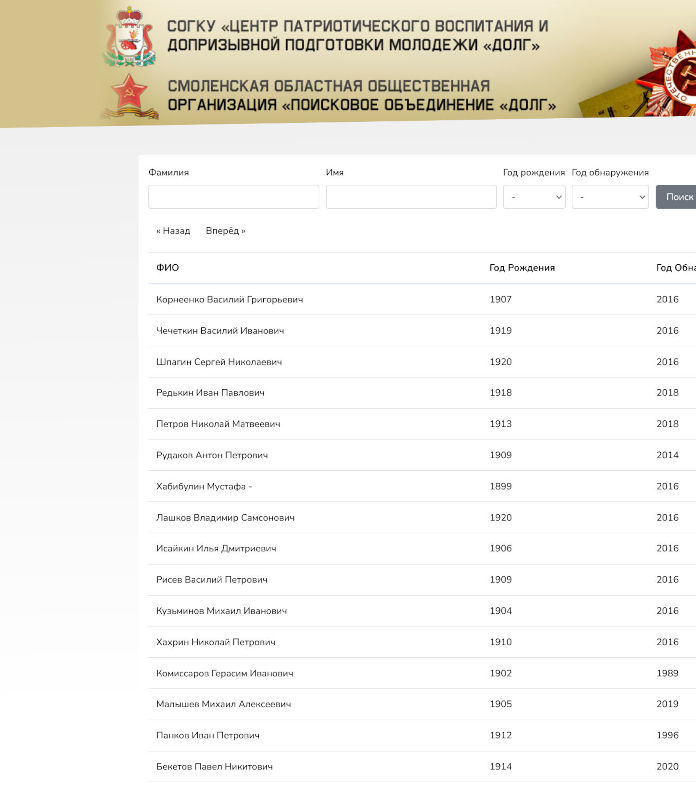 СОГКУ «ЦЕНТР ПАТРИОТИЧЕСКОГО ВОСПИТАНИЯ И
ДОПРИЗЫВНОЙ ПОДГОТОВКИ МОЛОДЕЖИ «ДОЛГ»
СМОЛЕНСКАЯ ОБЛАСТНАЯ ОБЩЕСТВЕННАЯ
ОРГАНИЗАЦИЯ «ПОИСКОВОЕ ОБЪЕДИНЕНИЕ «ДОЛГ»
Фамилия Имя Год рождения Год обнаружения
- - Поиск
« Назад Вперёд »
ФИО Год Рождения Год Обна
Корнеенко Василий Григорьевич 1907 2016
Чечеткин Василий Иванович 1919 2016
Шпагин Сергей Николаевич 1920 2016
Редькин Иван Павлович 1918 2018
Петров Николай Матвеевич 1913 2018
Рудаков Антон Петрович 1909 2014
Хабибулин Мустафа - 1899 2016
Лашков Владимир Самсонович 1920 2016
Исайкин Илья Дмитриевич 1906 2016
Рисев Василий Петрович 1909 2016
Кузьминов Михаил Иванович 1904 2016
Хахрин Николай Петрович 1910 2016
Комиссаров Герасим Иванович 1902 1989
Малышев Михаил Алексеевич 1905 2019
Панков Иван Петрович 1912 1996
Бекетов Павел Никитович 1914 2020